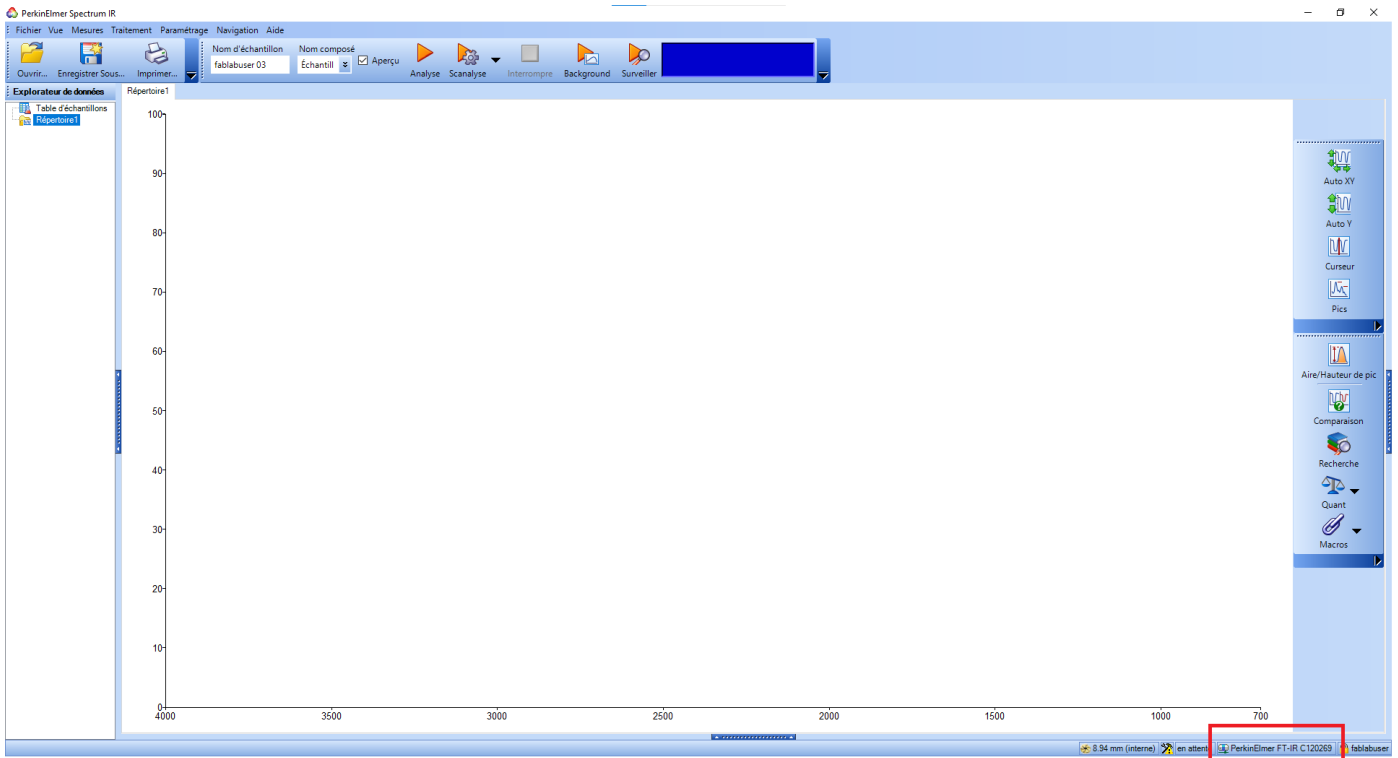 PerkinElmer Spectrum IR
Fichier Vue Mesures Traitement Paramétrage Navigation Aide
Ouvrir... Enregistrer Sous... Imprimer...
Nom d'échantillon Nom composé
fablabuser 03 Échantill Aperçu
Analyse Scanalyse Interrompre Background Surveiller
Explorateur de données
Table d'échantillons
Répertoire1
Répertoire1
100
90
80
70
60
50
40
30
20
10
0
4000 3500 3000 2500 2000 1500 1000 700
Auto XY
Auto Y
Curseur
Pics
Aire/Hauteur de pic
Comparaison
Recherche
Quant
Macros
8.94 mm (interne) en attente PerkinElmer FT-IR C120269 fablabuser